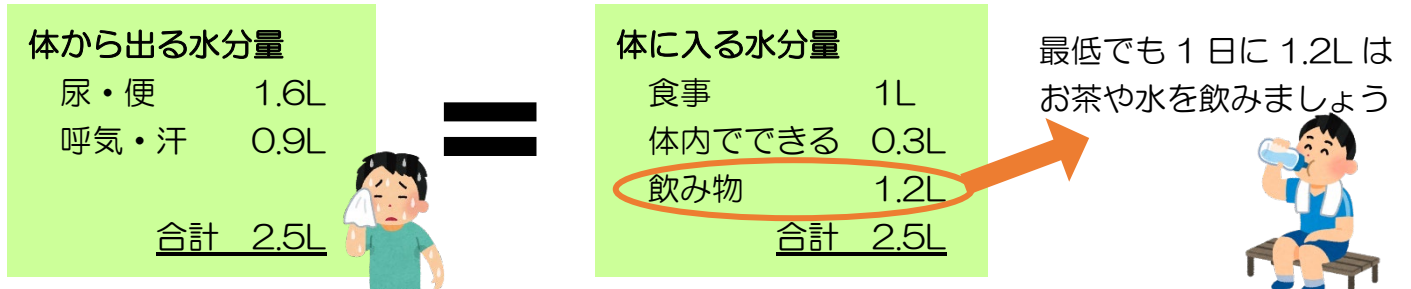 体から出る水分量
尿・便 1.6L
呼気・汗 0.9L
合計 2.5L
=
体に入る水分量
食事 1L
体内でできる 0.3L
飲み物 1.2L
合計 2.5L
最低でも1日に1.2Lは
お茶や水を飲みましょう